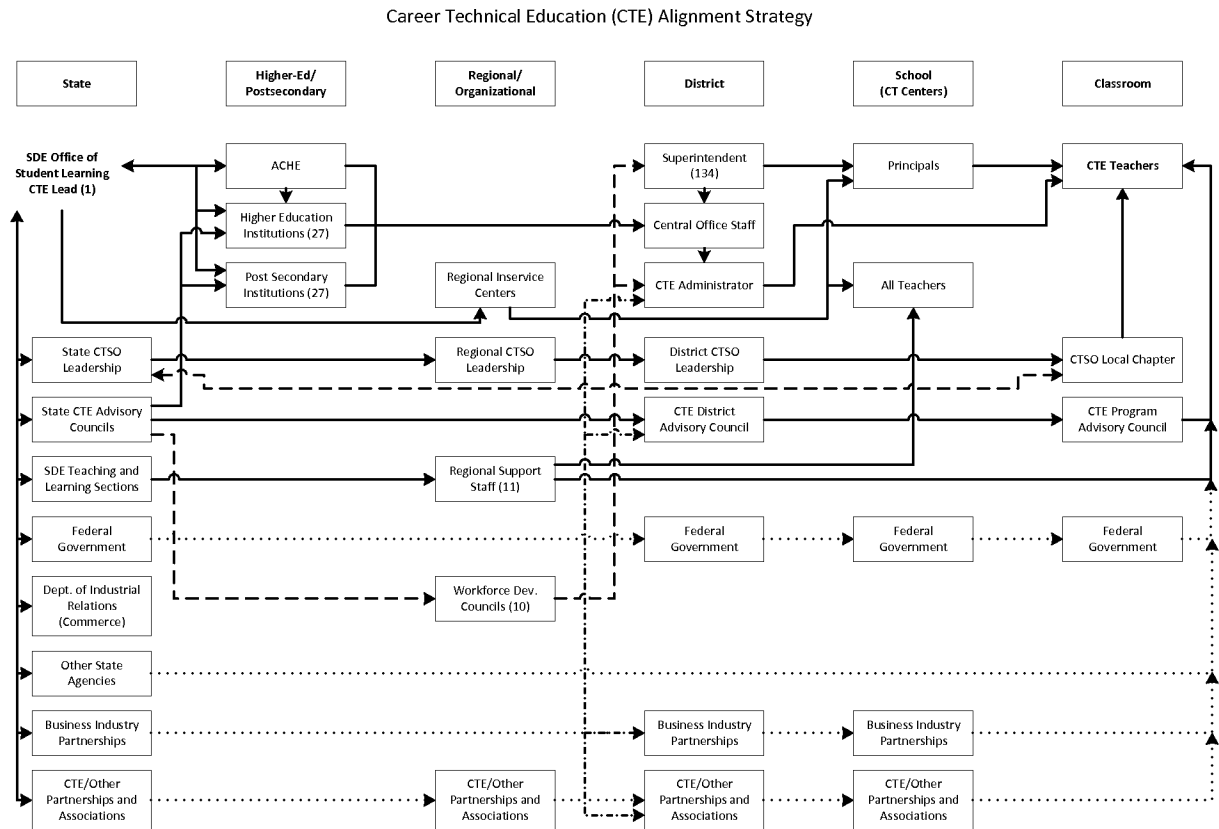 Career Technical Education (CTE) Alignment Strategy
State
Higher-Ed/
Postsecondary
Regional/
Organizational
District
School
(CT Centers)
Classroom
SDE Office of
Student Learning
CTE Lead (1)
ACHE
Superintendent
(134)
Principals
CTE Teachers
Higher Education
Institutions (27)
Central Office Staff
Post Secondary
Institutions (27)
Regional Inservice
Centers
CTE Administrator
All Teachers
State CTSO
Leadership
Regional CTSO
Leadership
District CTSO
Leadership
CTSO Local Chapter
State CTE Advisory
Councils
CTE District
Advisory Council
CTE Program
Advisory Council
SDE Teaching and
Learning Sections
Regional Support
Staff (11)
Federal
Government
Federal
Government
Federal
Government
Federal
Government
Dept. of Industrial
Relations
(Commerce)
Workforce Dev.
Councils (10)
Other State
Agencies
Business Industry
Partnerships
Business Industry
Partnerships
Business Industry
Partnerships
CTE/Other
Partnerships and
Associations
CTE/Other
Partnerships and
Associations
CTE/Other
Partnerships and
Associations
CTE/Other
Partnerships and
Associations